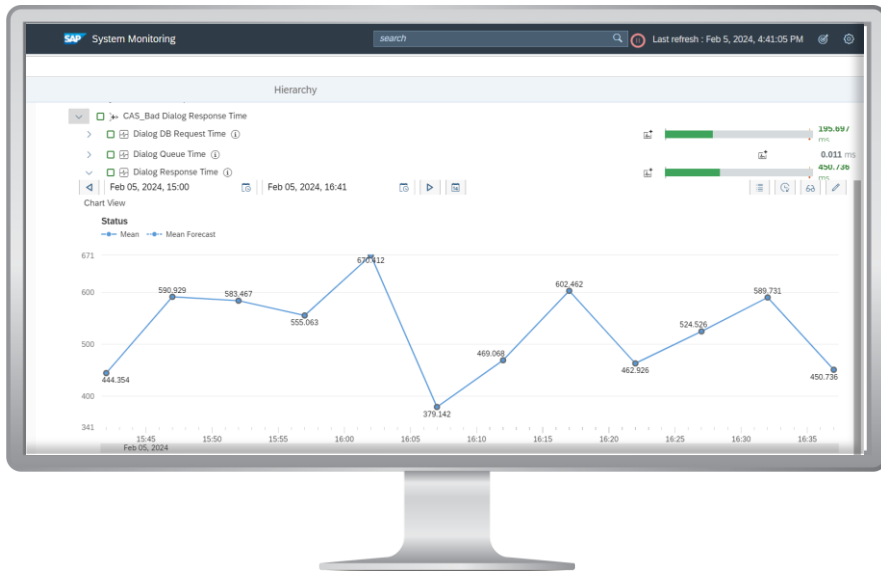 SAP System Monitoring
search
Last refresh : Feb 5, 2024, 4:41:05 PM
Hierarchy
CAS_Bad Dialog Response Time
Dialog DB Request Time
195.697
ms
Dialog Queue Time
0.011 ms
Dialog Response Time
450.736
ms
Feb 05, 2024, 15:00
Feb 05, 2024, 16:41
Chart View
Status
Mean Mean Forecast
671
670.412
600
590.929
583.467
602.462
589.731
555.063
524.526
500
469.068
462.926
444.354
450.736
400
379.142
341
15:45 15:50 15:55 16:00 16:05 16:10 16:15 16:20 16:25 16:30 16:35
Feb 05, 2024